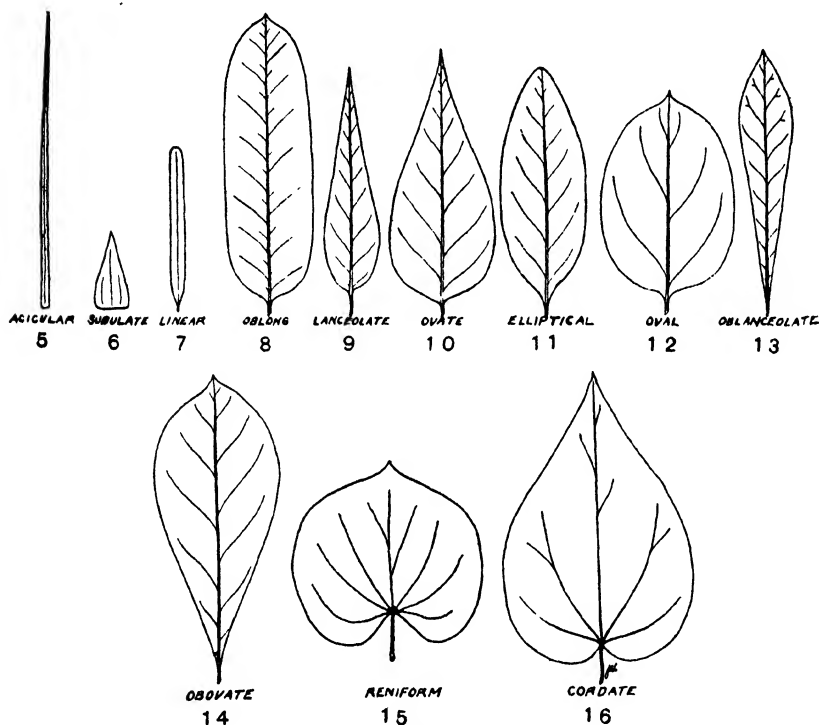 ACICULAR SUBULATE LINEAR OBLONG LANCEOLATE OVATE ELLIPTICAL OVAL OBLANCEOLATE
5 6 7 8 9 10 11 12 13
OBOVATE RENIFORM CORDATE
14 15 16